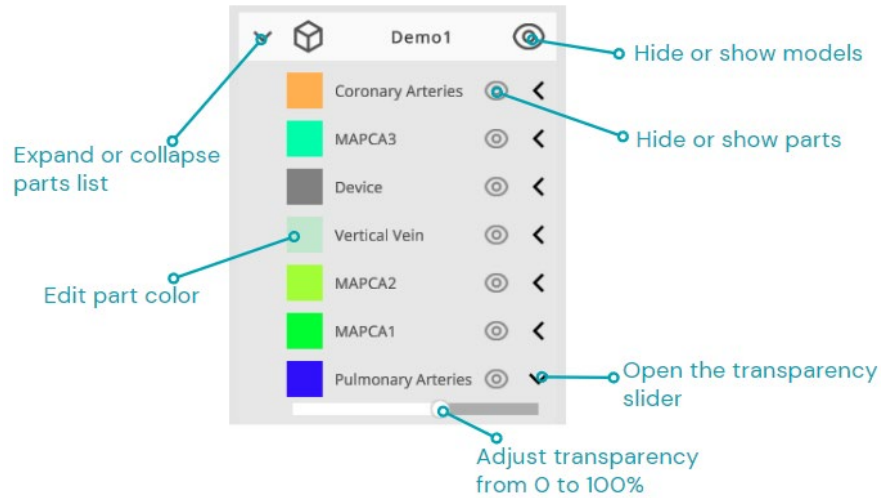 Demo1
Hide or show models
Coronary Arteries
MAPCA3
Hide or show parts
Expand or collapse
parts list
Device
Vertical Vein
Edit part color
MAPCA2
MAPCA1
Pulmonary Arteries
Open the transparency
slider
Adjust transparency
from 0 to 100%